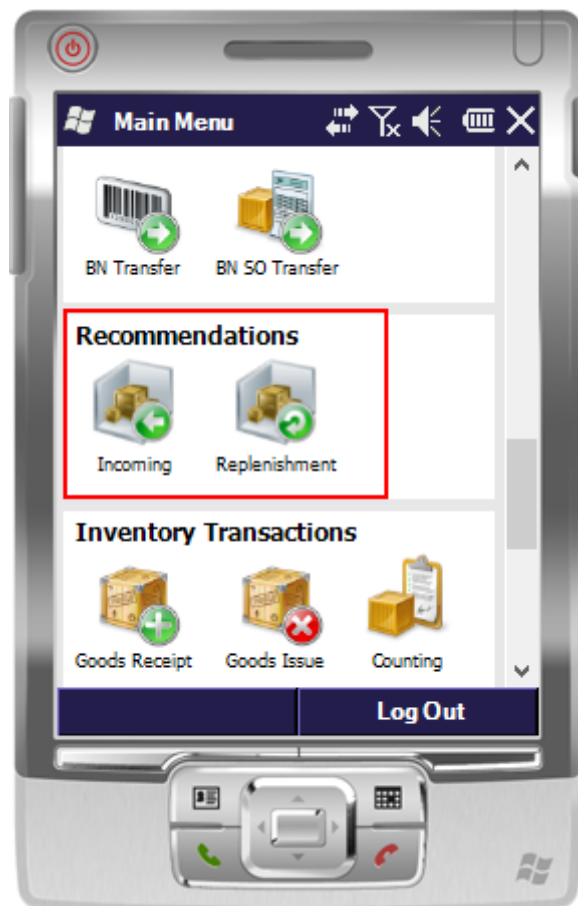 Main Menu
BN Transfer
BN SO Transfer
Recommendations
Incoming
Replenishment
Inventory Transactions
Goods Receipt
Goods Issue
Counting
Log Out